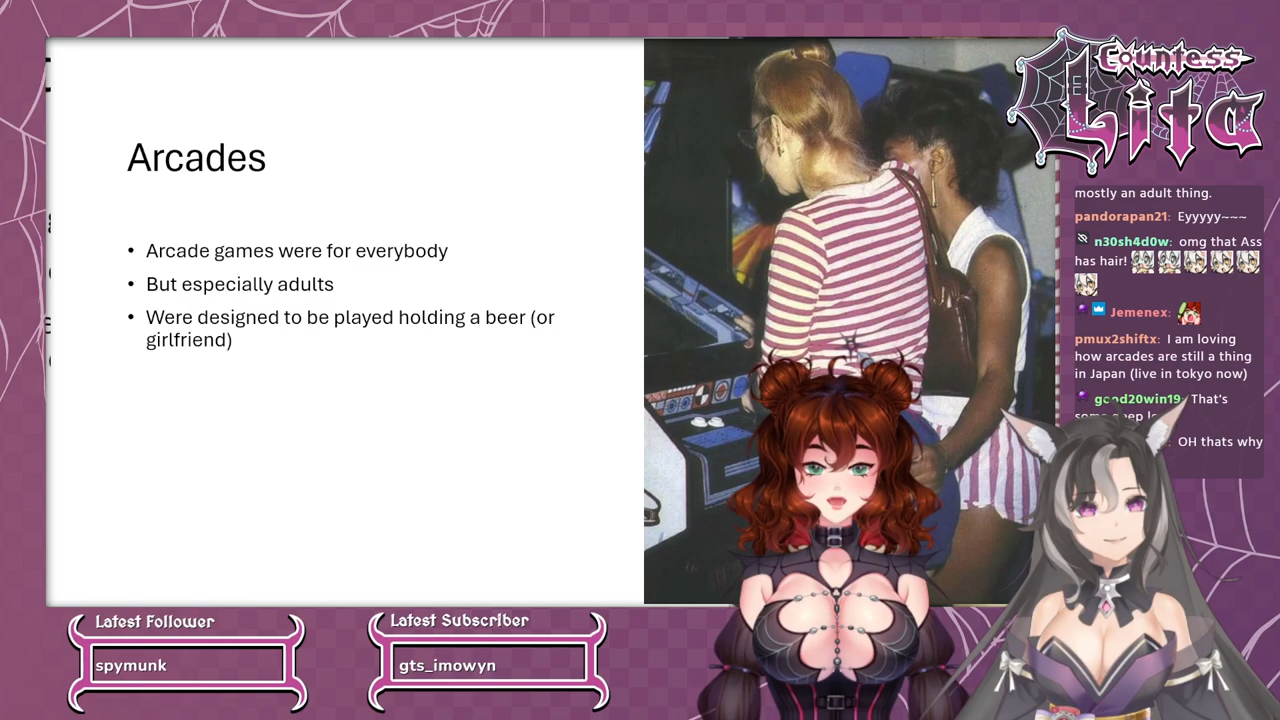 Arcades
• Arcade games were for everybody
• But especially adults
• Were designed to be played holding a beer (or
girlfriend)
Countess
Lita
mostly an adult thing.
pandorapan21: Eyyyyy~~~
n30sh4d0w: omg that Ass
has hair!
Jemenex:
pmux2shiftx: I am loving
how arcades are still a thing
in Japan (live in tokyo now)
good20win19: That's
OH thats why
Latest Follower
spymunk
Latest Subscriber
gts_imowyn